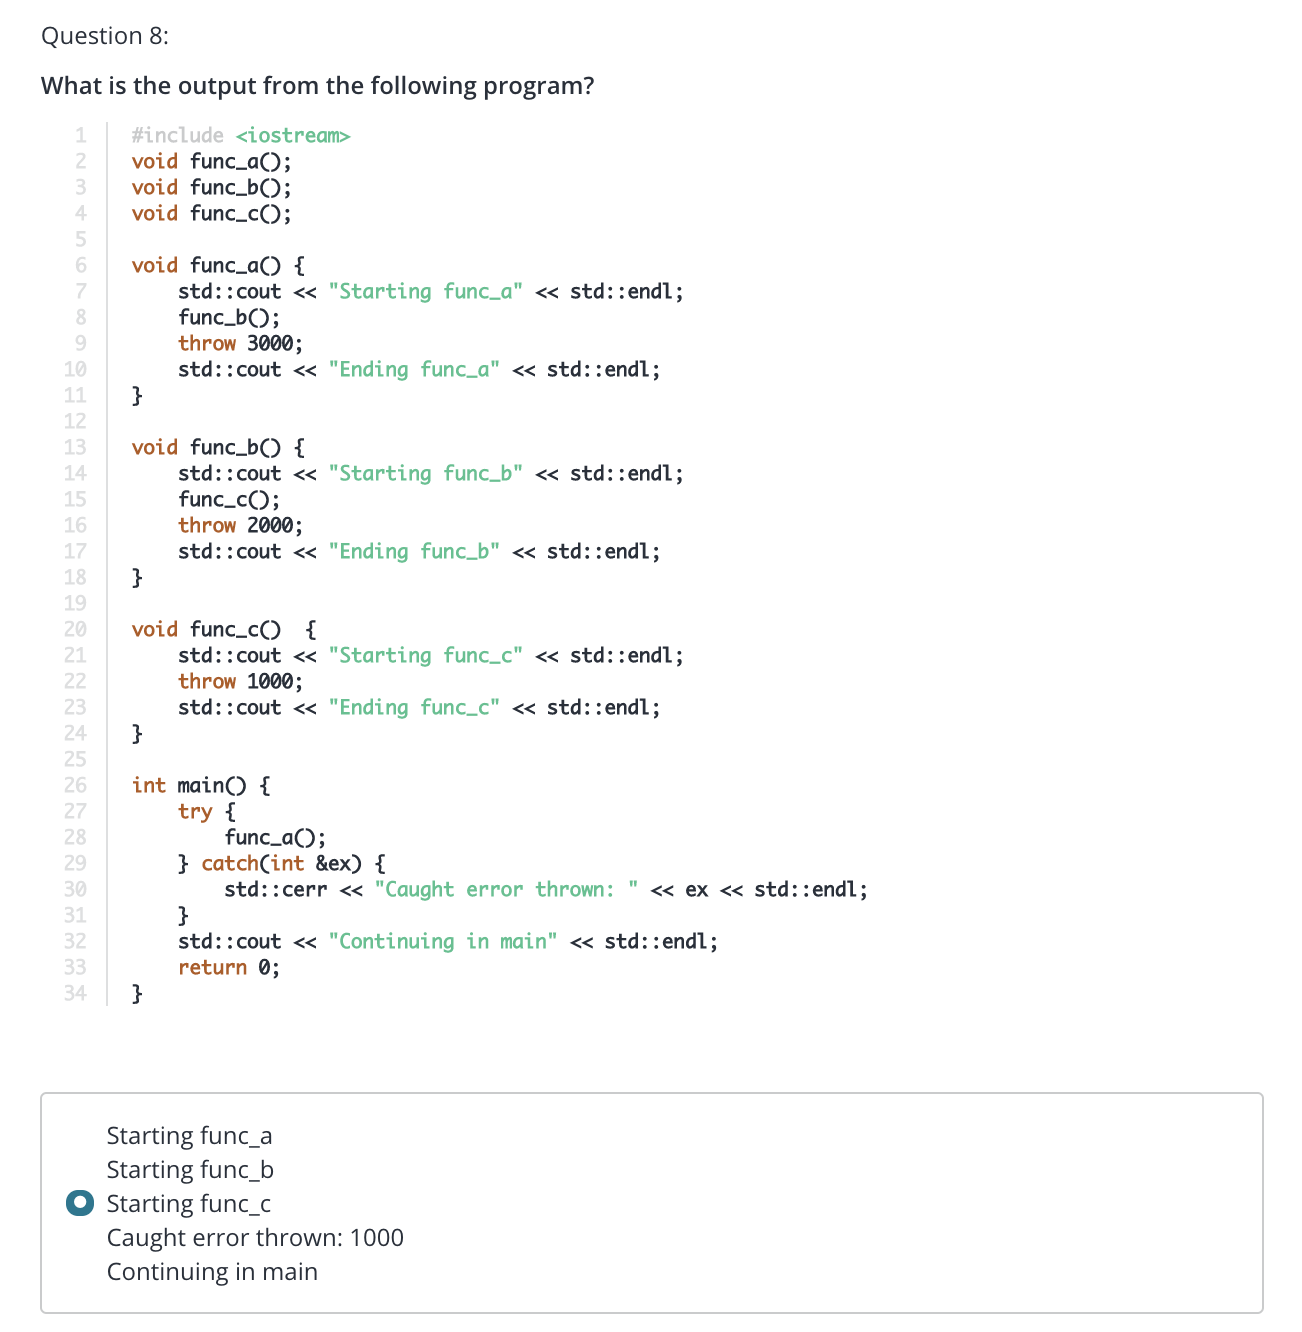 Question 8:
What is the output from the following program?
1 #include <iostream>
2 void func_a();
3 void func_b();
4 void func_c();
5
6 void func_a() {
7     std::cout << "Starting func_a" << std::endl;
8     func_b();
9     throw 3000;
10     std::cout << "Ending func_a" << std::endl;
11 }
12
13 void func_b() {
14     std::cout << "Starting func_b" << std::endl;
15     func_c();
16     throw 2000;
17     std::cout << "Ending func_b" << std::endl;
18 }
19
20 void func_c()  {
21     std::cout << "Starting func_c" << std::endl;
22     throw 1000;
23     std::cout << "Ending func_c" << std::endl;
24 }
25
26 int main() {
27     try {
28         func_a();
29     } catch(int &ex) {
30         std::cerr << "Caught error thrown: " << ex << std::endl;
31     }
32     std::cout << "Continuing in main" << std::endl;
33     return 0;
34 }
Starting func_a
Starting func_b
Starting func_c
Caught error thrown: 1000
Continuing in main